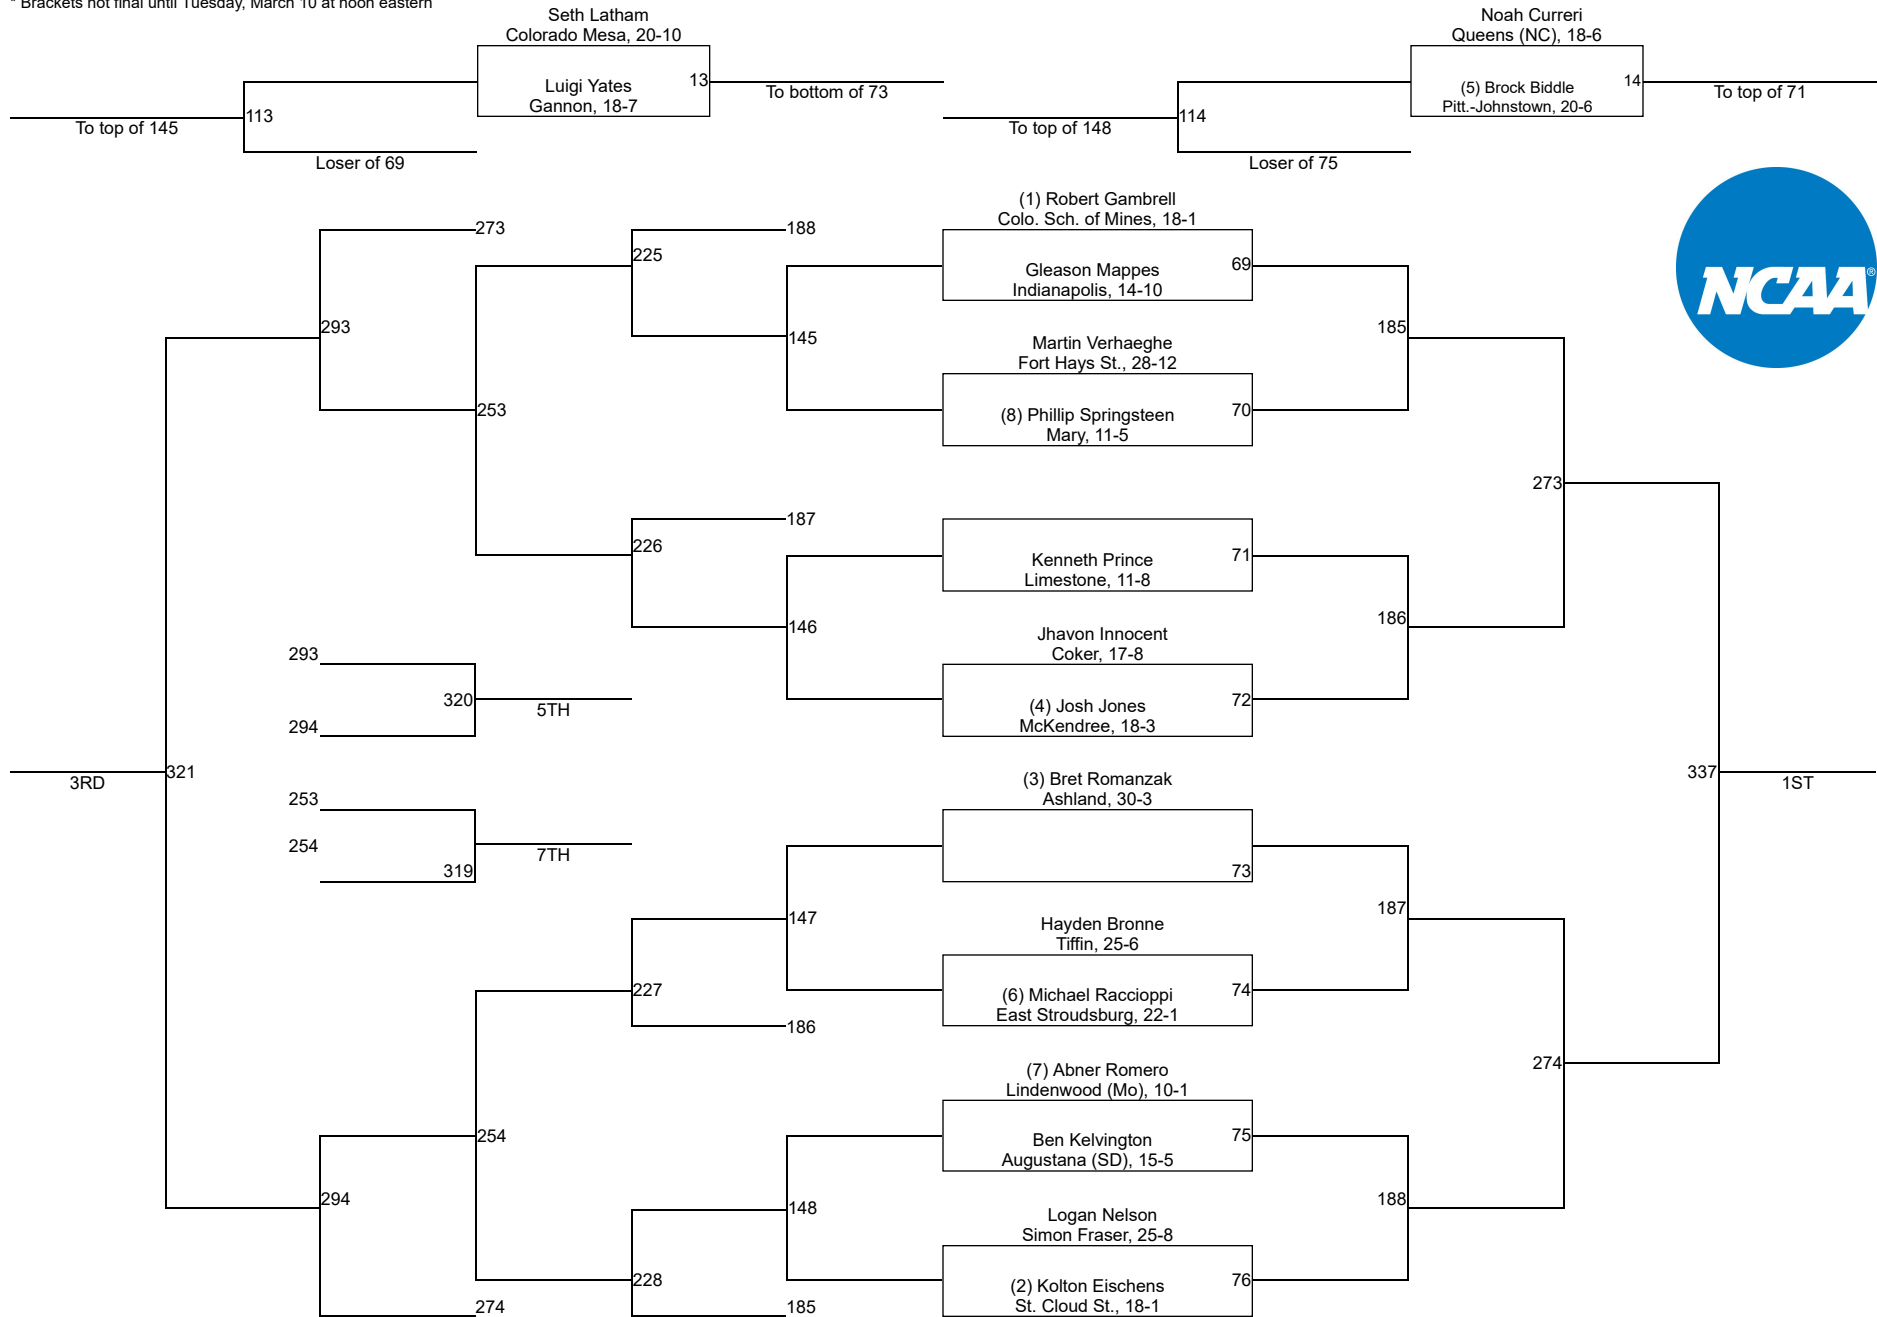 * Brackets not final until Tuesday, March 10 at noon eastern
Seth Latham
Colorado Mesa, 20-10
Luigi Yates
Gannon, 18-7
13
To bottom of 73
113
To top of 145
Loser of 69
Noah Curreri
Queens (NC), 18-6
(5) Brock Biddle
Pitt.-Johnstown, 20-6
14
To top of 71
114
To top of 148
Loser of 75
NCAA®
(1) Robert Gambrell
Colo. Sch. of Mines, 18-1
273
188
225
Gleason Mappes
Indianapolis, 14-10
69
293
145
185
Martin Verhaeghe
Fort Hays St., 28-12
253
(8) Phillip Springsteen
Mary, 11-5
70
273
187
226
Kenneth Prince
Limestone, 11-8
71
146
186
Jhavon Innocent
Coker, 17-8
293
320
5TH
294
(4) Josh Jones
McKendree, 18-3
72
3RD
321
337
1ST
(3) Bret Romanzak
Ashland, 30-3
253
254
7TH
319
73
147
187
Hayden Bronne
Tiffin, 25-6
227
(6) Michael Raccioppi
East Stroudsburg, 22-1
74
186
274
(7) Abner Romero
Lindenwood (Mo), 10-1
254
Ben Kelvington
Augustana (SD), 15-5
75
294
148
188
Logan Nelson
Simon Fraser, 25-8
228
(2) Kolton Eischens
St. Cloud St., 18-1
76
274
185